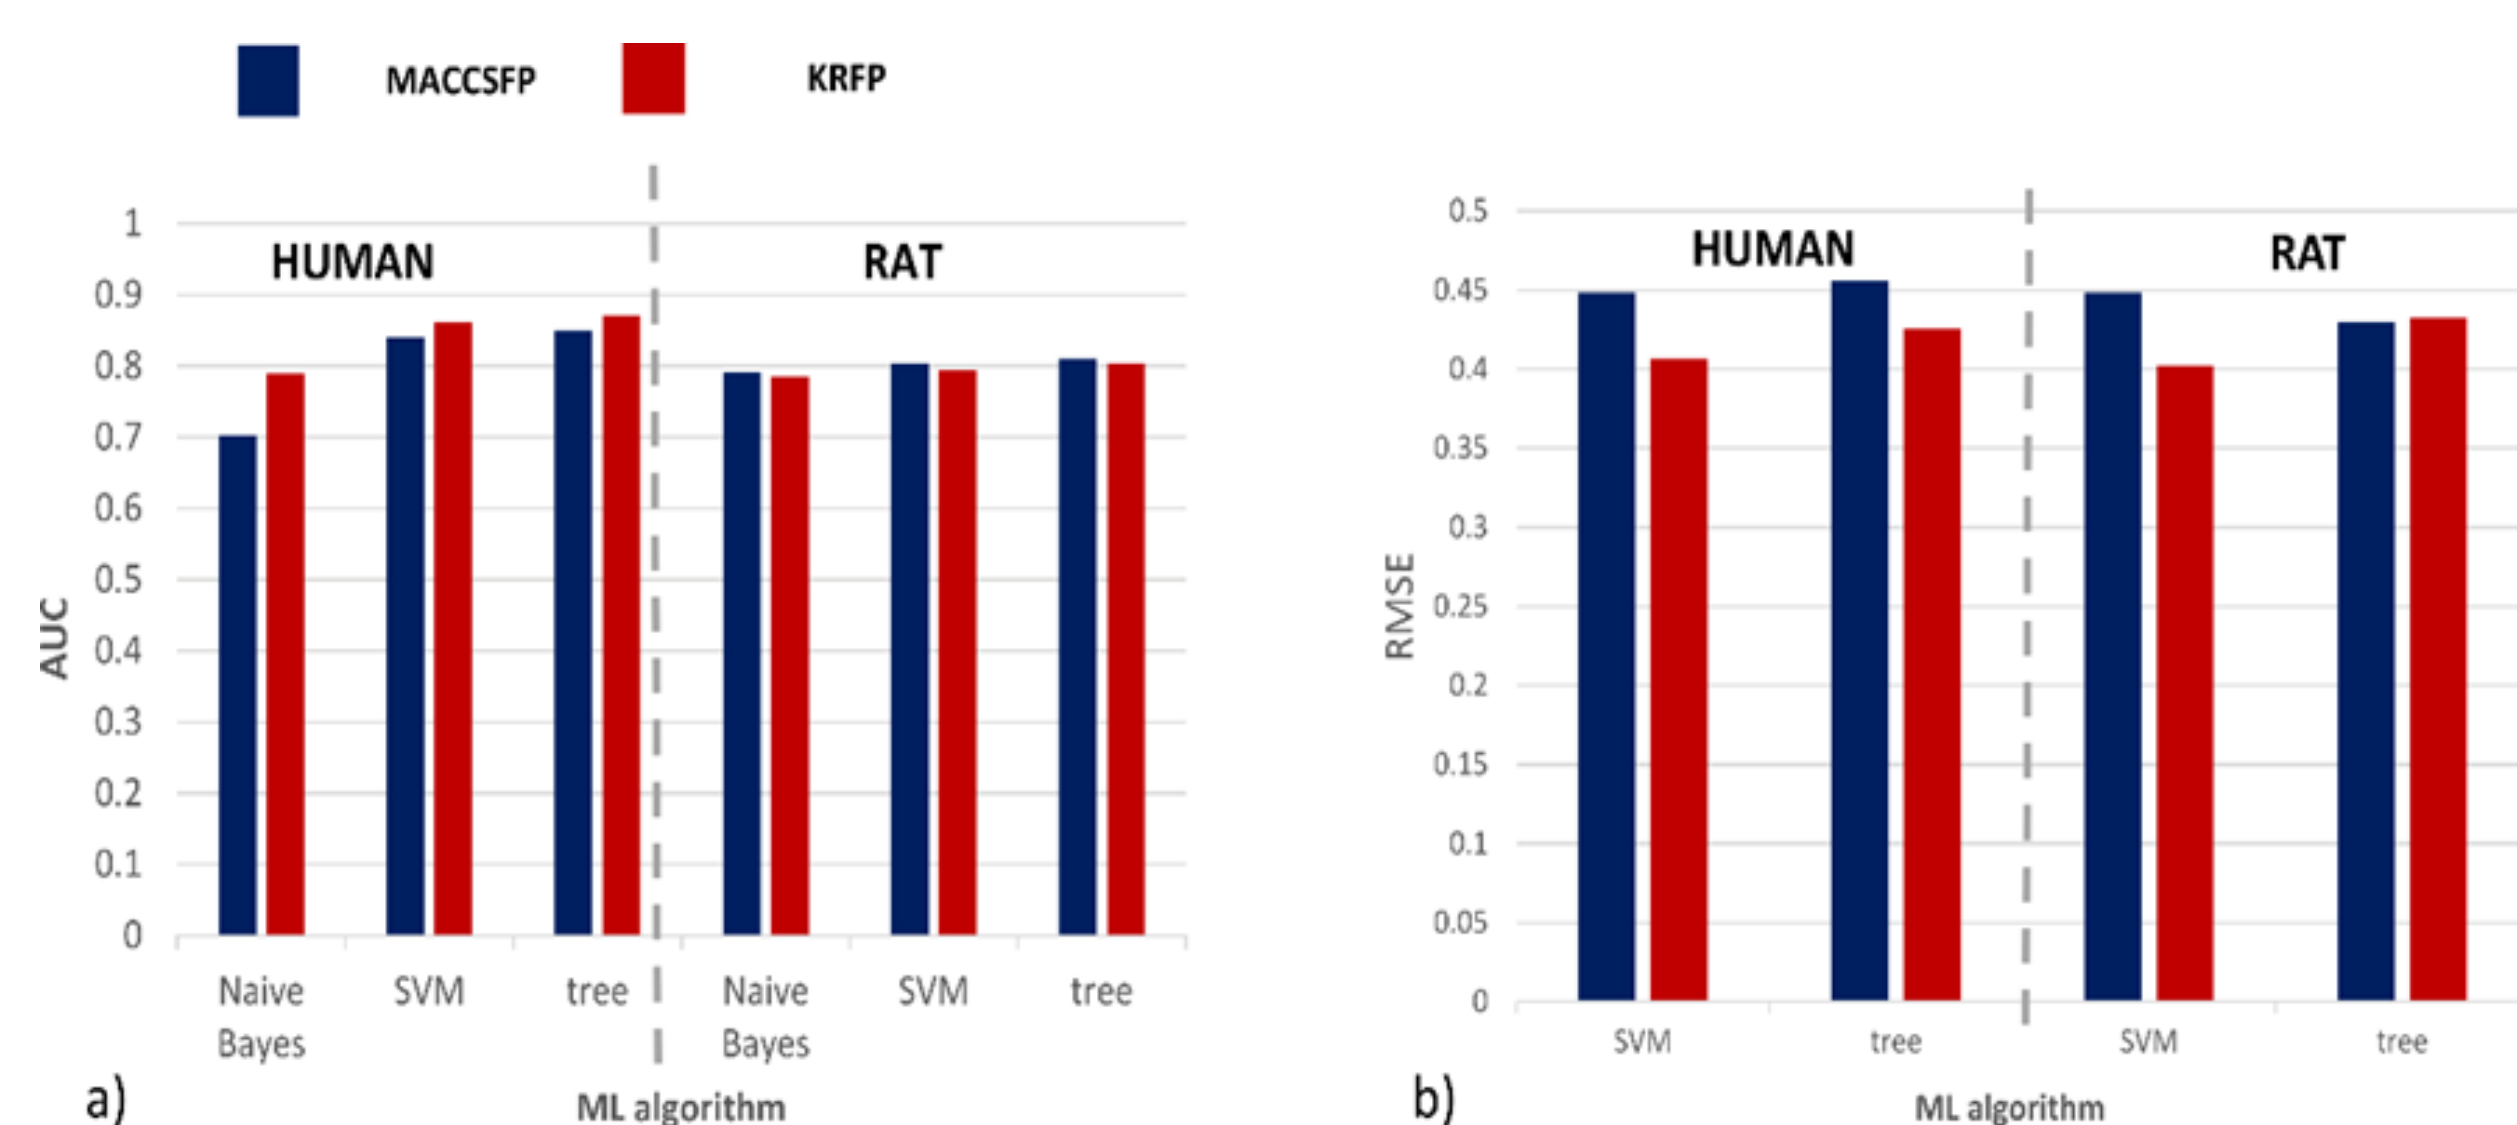 MACCSFP KRFP
HUMAN RAT
1
0.9
0.8
0.7
0.6
0.5
0.4
0.3
0.2
0.1
0
AUC
Naive Bayes SVM tree Naive Bayes SVM tree
ML algorithm
a)
HUMAN RAT
0.5
0.45
0.4
0.35
0.3
0.25
0.2
0.15
0.1
0.05
0
RMSE
SVM tree SVM tree
ML algorithm
b)